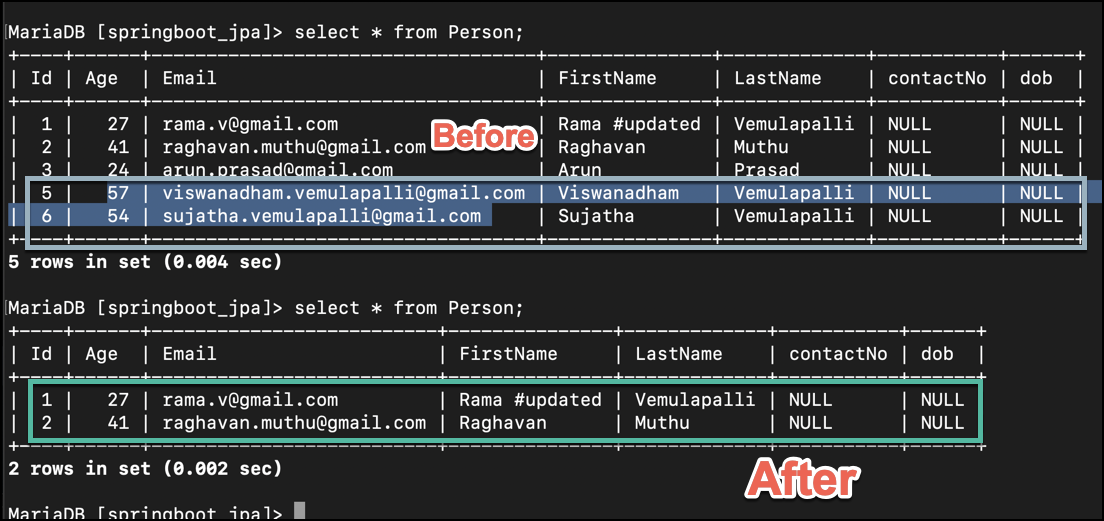 MariaDB [springboot_jpa]> select * from Person;
+----+------+-----------------------------------+---------------+-------------+-----------+------+
| Id | Age | Email | FirstName | LastName | contactNo | dob |
+----+------+-----------------------------------+---------------+-------------+-----------+------+
| 1 | 27 | rama.v@gmail.com | Rama #updated | Vemulapalli | NULL | NULL |
| 2 | 41 | raghavan.muthu@gmail.com | Raghavan | Muthu | NULL | NULL |
Before
| 3 | 24 | arun.prasad@gmail.com | Arun | Prasad | NULL | NULL |
| 5 | 57 | viswanadham.vemulapalli@gmail.com | Viswanadham | Vemulapalli | NULL | NULL |
| 6 | 54 | sujatha.vemulapalli@gmail.com | Sujatha | Vemulapalli | NULL | NULL |
+----+------+-----------------------------------+---------------+-------------+-----------+------+
5 rows in set (0.004 sec)
MariaDB [springboot_jpa]> select * from Person;
+----+------+--------------------------+---------------+-------------+-----------+------+
| Id | Age | Email | FirstName | LastName | contactNo | dob |
+----+------+--------------------------+---------------+-------------+-----------+------+
| 1 | 27 | rama.v@gmail.com | Rama #updated | Vemulapalli | NULL | NULL |
| 2 | 41 | raghavan.muthu@gmail.com | Raghavan | Muthu | NULL | NULL |
+----+------+--------------------------+---------------+-------------+-----------+------+
2 rows in set (0.002 sec)
After
MariaDB [springboot_jpa]>